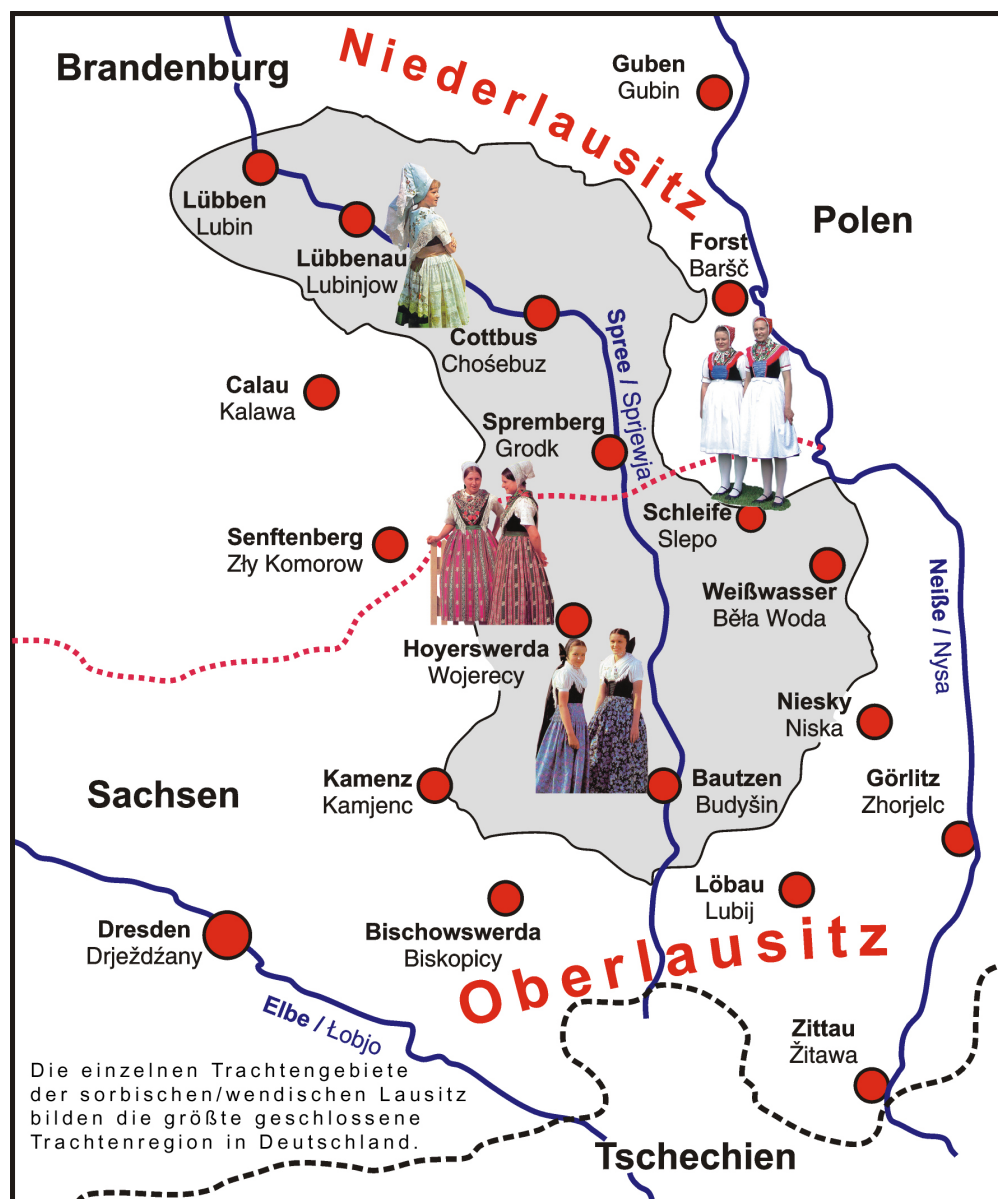 Brandenburg
Niederlausitz
Guben
Gubin
Polen
Lübben
Lubin
Lübbenau
Lubinjow
Forst
Baršč
Cottbus
Chośebuz
Spree / Sprjewja
Calau
Kalawa
Spremberg
Grodk
Senftenberg
Zły Komorow
Schleife
Slepo
Weißwasser
Běła Woda
Neiße / Nysa
Hoyerswerda
Wojerecy
Niesky
Niska
Sachsen
Kamenz
Kamjenc
Bautzen
Budyšin
Görlitz
Zhorjelc
Löbau
Lubij
Dresden
Drježdźany
Bischowswerda
Biskopicy
Oberlausitz
Elbe / Łobjo
Zittau
Žitawa
Die einzelnen Trachtengebiete
der sorbischen/wendischen Lausitz
bilden die größte geschlossene
Trachtenregion in Deutschland.
Tschechien